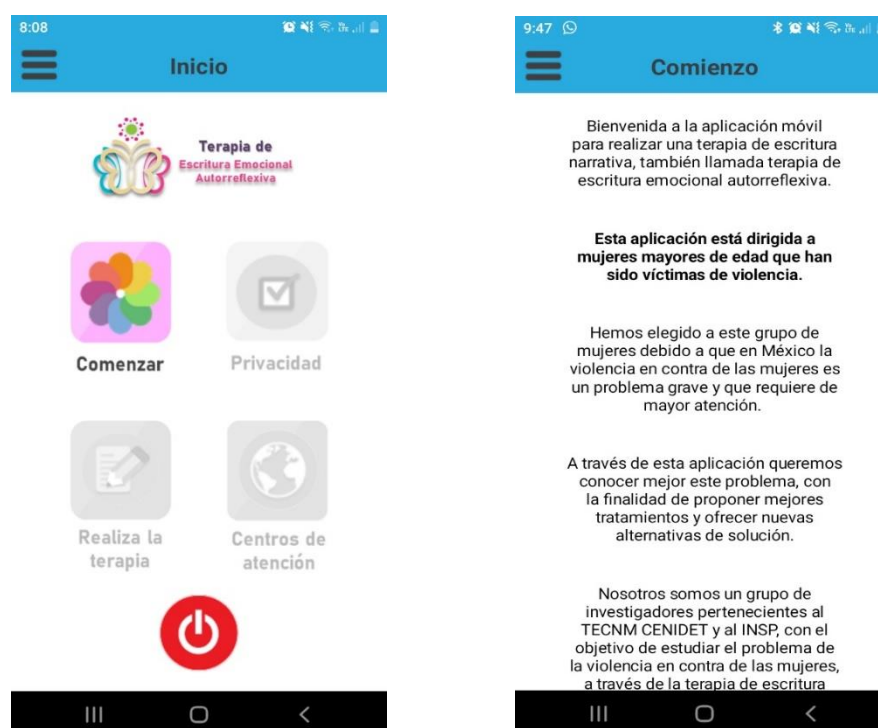 8:08
Inicio
Terapia de
Escritura Emocional
Autorreflexiva
Comenzar
Privacidad
Realiza la
terapia
Centros de
atención
9:47
Comienzo
Bienvenida a la aplicación móvil
para realizar una terapia de escritura
narrativa, también llamada terapia de
escritura emocional autorreflexiva.
Esta aplicación está dirigida a
mujeres mayores de edad que han
sido víctimas de violencia.
Hemos elegido a este grupo de
mujeres debido a que en México la
violencia en contra de las mujeres es
un problema grave y que requiere de
mayor atención.
A través de esta aplicación queremos
conocer mejor este problema, con
la finalidad de proponer mejores
tratamientos y ofrecer nuevas
alternativas de solución.
Nosotros somos un grupo de
investigadores pertenecientes al
TECNM CENIDET y al INSP, con el
objetivo de estudiar el problema de
la violencia en contra de las mujeres,
a través de la terapia de escritura